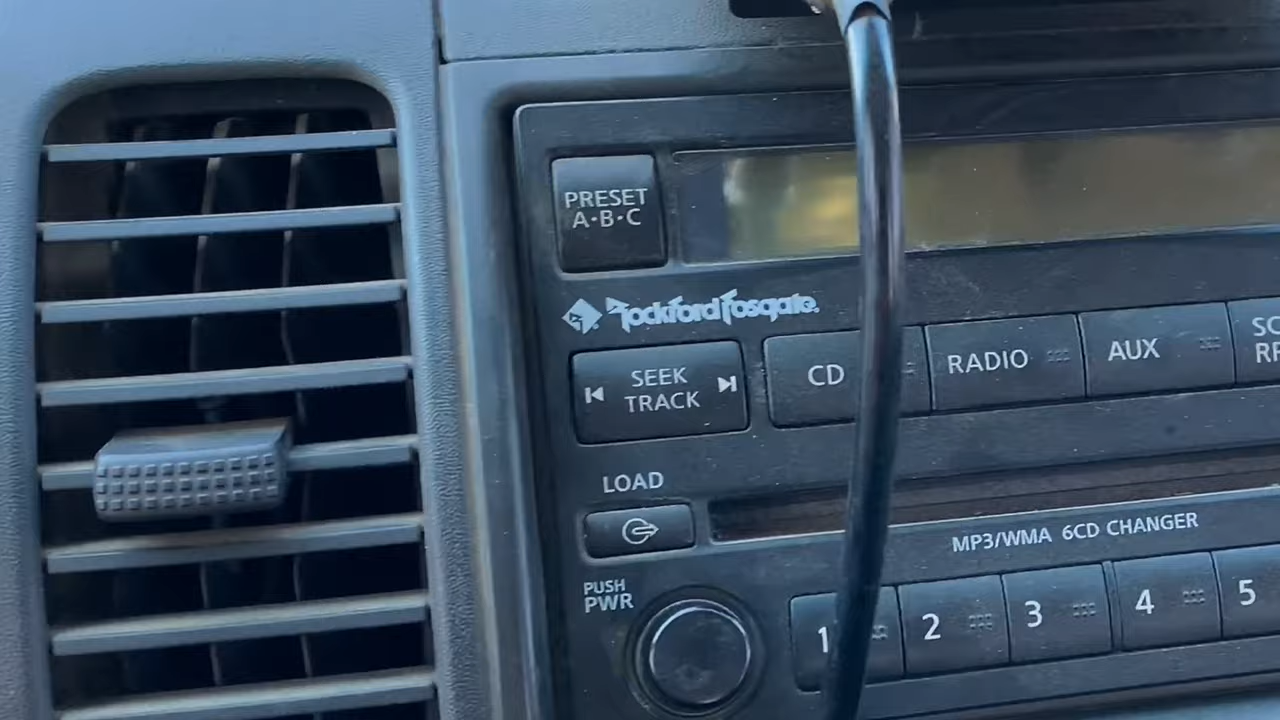 PRESET
A•B•C
Rockford Fosgate
SEEK
TRACK
CD
RADIO
AUX
LOAD
MP3/WMA 6CD CHANGER
PUSH
PWR
1
2
3
4
5